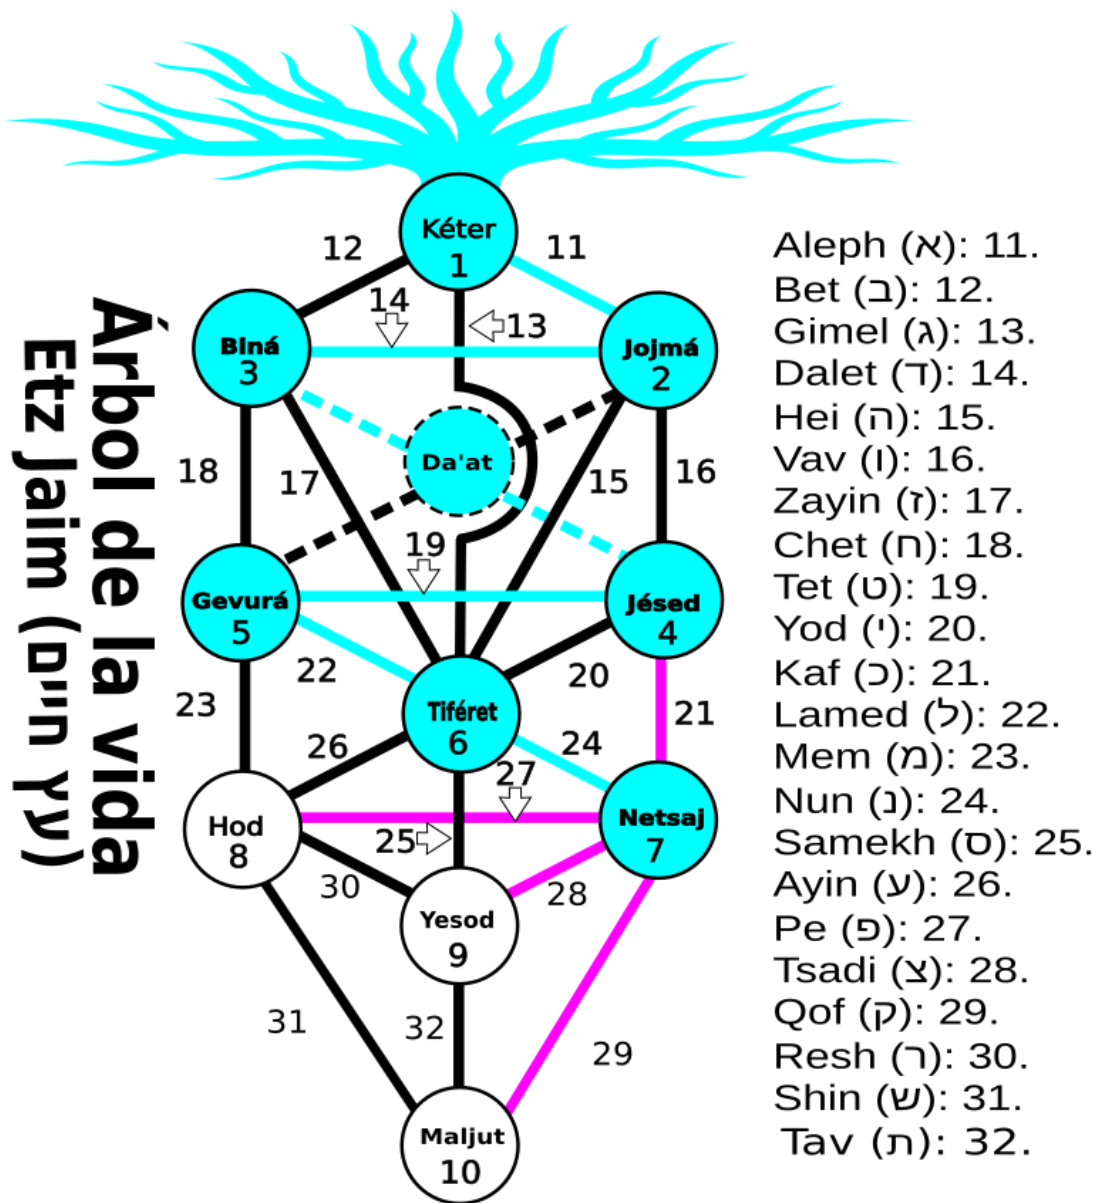 Árbol de la vida
Etz Jaim (עץ חיים)
Kéter
1
12
11
14
13
Biná
3
Jojmá
2
Da'at
18
17
15
16
19
Gevurá
5
Jésed
4
22
20
23
21
Tiféret
6
26
24
27
Hod
8
25
Netsaj
7
30
28
Yesod
9
31
32
29
Maljut
10
Aleph (א): 11.
Bet (ב): 12.
Gimel (ג): 13.
Dalet (ד): 14.
Hei (ה): 15.
Vav (ו): 16.
Zayin (ז): 17.
Chet (ח): 18.
Tet (ט): 19.
Yod (י): 20.
Kaf (כ): 21.
Lamed (ל): 22.
Mem (מ): 23.
Nun (נ): 24.
Samekh (ס): 25.
Ayin (ע): 26.
Pe (פ): 27.
Tsadi (צ): 28.
Qof (ק): 29.
Resh (ר): 30.
Shin (ש): 31.
Tav (ת): 32.